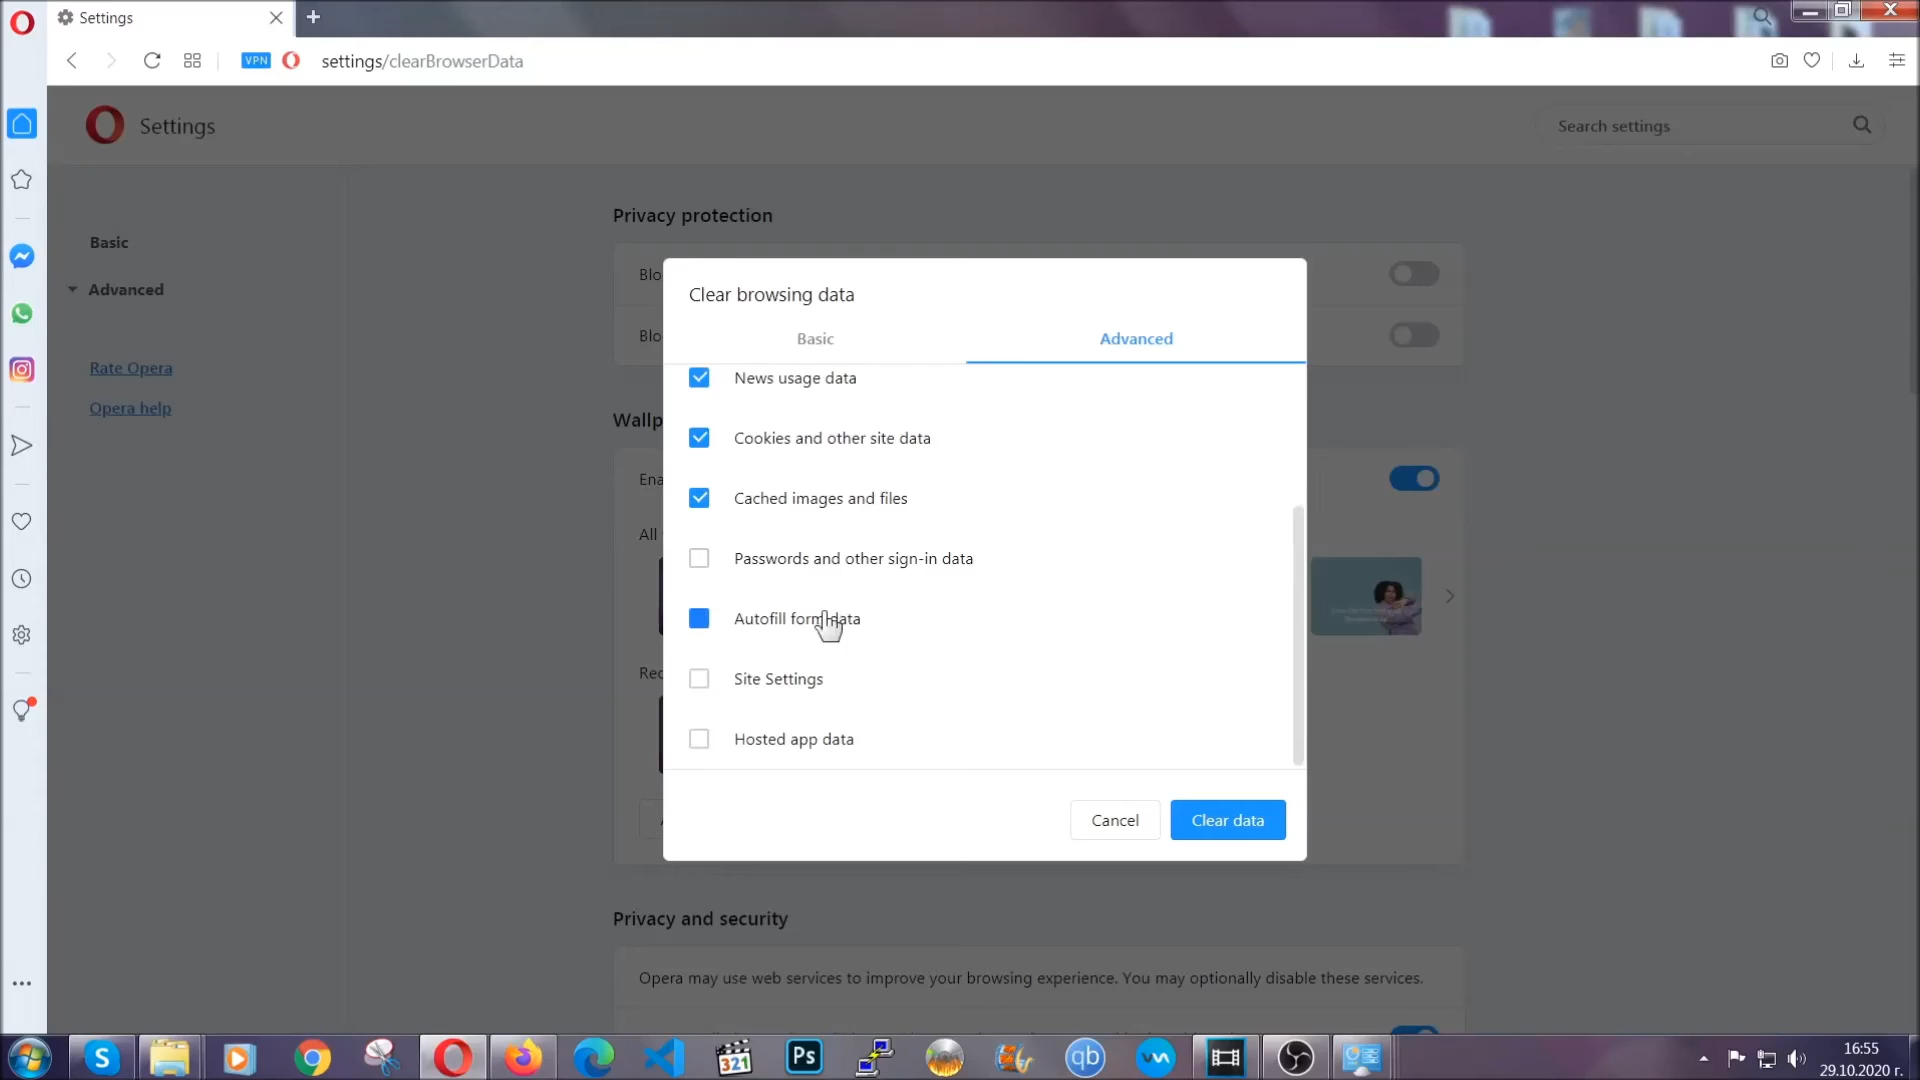 Settings
VPN
settings/clearBrowserData
Settings
Search settings
Basic
Advanced
Rate Opera
Opera help
Privacy protection
Blo
Blo
Wallp
Ena
All
Rec
Clear browsing data
Basic
Advanced
News usage data
Cookies and other site data
Cached images and files
Passwords and other sign-in data
Autofill form data
Site Settings
Hosted app data
Cancel
Clear data
Privacy and security
Opera may use web services to improve your browsing experience. You may optionally disable these services.
S
321
Ps
qb
16:55
29.10.2020 г.